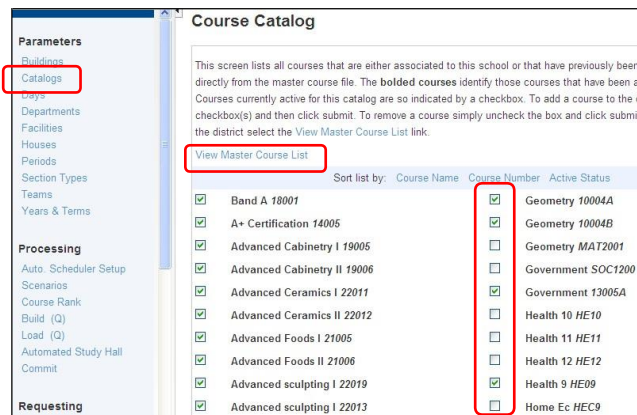 Parameters
Buildings
Catalogs
Days
Departments
Facilities
Houses
Periods
Section Types
Teams
Years & Terms
Processing
Auto. Scheduler Setup
Scenarios
Course Rank
Build (Q)
Load (Q)
Automated Study Hall
Commit
Requesting
Course Catalog
This screen lists all courses that are either associated to this school or that have previously been
directly from the master course file. The bolded courses identify those courses that have been a
Courses currently active for this catalog are so indicated by a checkbox. To add a course to the
checkbox(s) and then click submit. To remove a course simply uncheck the box and click submi
the district select the View Master Course List link.
View Master Course List
Sort list by: Course Name Course Number Active Status
Band A 18001 Geometry 10004A
A+ Certification 14005 Geometry 10004B
Advanced Cabinetry I 19005 Geometry MAT2001
Advanced Cabinetry II 19006 Government SOC1200
Advanced Ceramics I 22011 Government 13005A
Advanced Ceramics II 22012 Health 10 HE10
Advanced Foods I 21005 Health 11 HE11
Advanced Foods II 21006 Health 12 HE12
Advanced sculpting I 22019 Health 9 HE09
Advanced sculpting I 22013 Home Ec HEC9